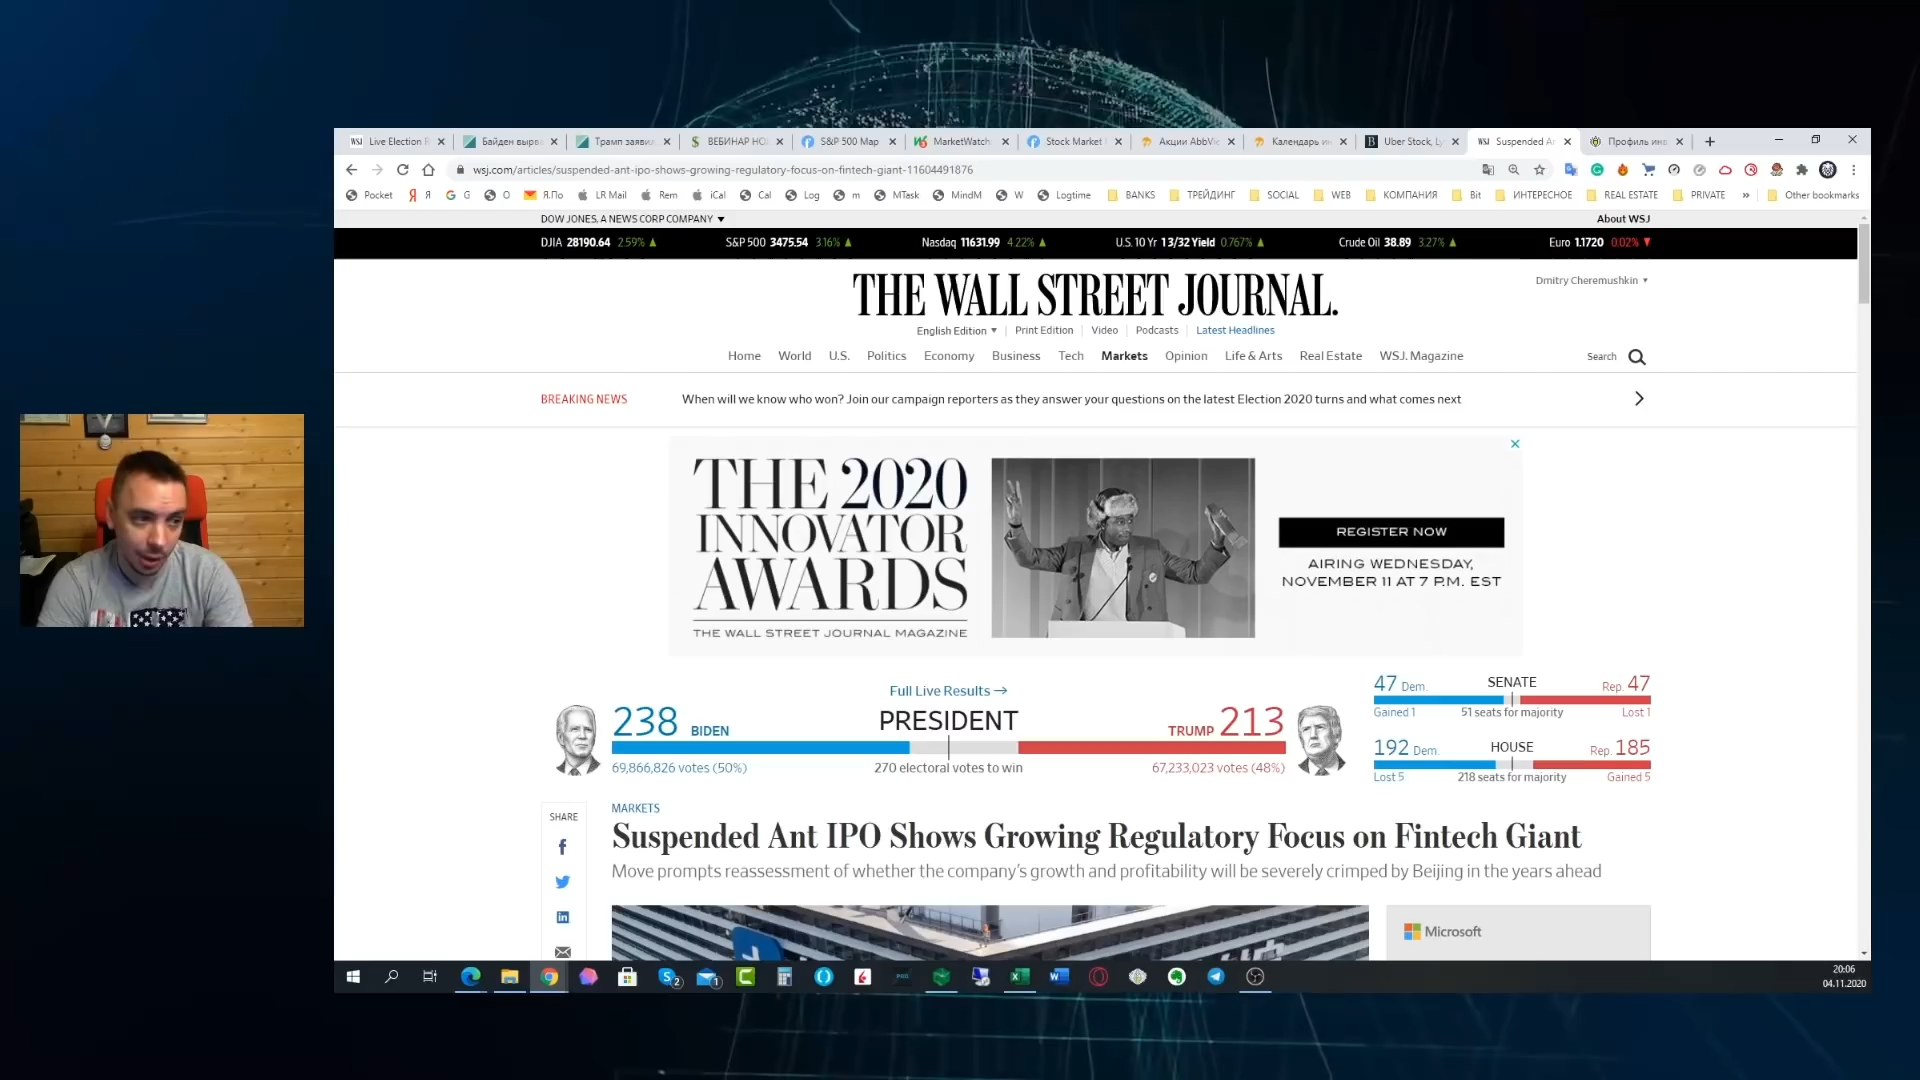 Live Election R
Байден вырва
Трамп заявил
ВЕБИНАР НО
S&P 500 Map
MarketWatch
Stock Market
Акции AbbVie
Календарь ин
Uber Stock, Ly
WSJ Suspended A
Профиль инв
wsj.com/articles/suspended-ant-ipo-shows-growing-regulatory-focus-on-fintech-giant-11604491876
Pocket
Я Я
G G
O
Я.По
LR Mail
Rem
iCal
Cal
Log
m
MTask
MindM
W
Logtime
BANKS
ТРЕЙДИНГ
SOCIAL
WEB
КОМПАНИЯ
Bit
ИНТЕРЕСНОЕ
REAL ESTATE
PRIVATE
»
Other bookmarks
DOW JONES, A NEWS CORP COMPANY
About WSJ
DJIA 28190.64 2.59% ▲
S&P 500 3475.54 3.16% ▲
Nasdaq 11631.99 4.22% ▲
U.S. 10 Yr 1 3/32 Yield 0.767% ▲
Crude Oil 38.89 3.27% ▲
Euro 1.1720 0.02% ▼
THE WALL STREET JOURNAL.
Dmitry Cheremushkin
English Edition
Print Edition
Video
Podcasts
Latest Headlines
Home
World
U.S.
Politics
Economy
Business
Tech
Markets
Opinion
Life & Arts
Real Estate
WSJ. Magazine
Search
BREAKING NEWS
When will we know who won? Join our campaign reporters as they answer your questions on the latest Election 2020 turns and what comes next
THE 2020
INNOVATOR
AWARDS
THE WALL STREET JOURNAL MAGAZINE
REGISTER NOW
AIRING WEDNESDAY,
NOVEMBER 11 AT 7 P.M. EST
Full Live Results →
238 BIDEN
PRESIDENT
TRUMP 213
69,866,826 votes (50%)
270 electoral votes to win
67,233,023 votes (48%)
47 Dem.
SENATE
Rep. 47
Gained 1
51 seats for majority
Lost 1
192 Dem.
HOUSE
Rep. 185
Lost 5
218 seats for majority
Gained 5
SHARE
MARKETS
Suspended Ant IPO Shows Growing Regulatory Focus on Fintech Giant
Move prompts reassessment of whether the company's growth and profitability will be severely crimped by Beijing in the years ahead
Microsoft
2
1
20:06
04.11.2020